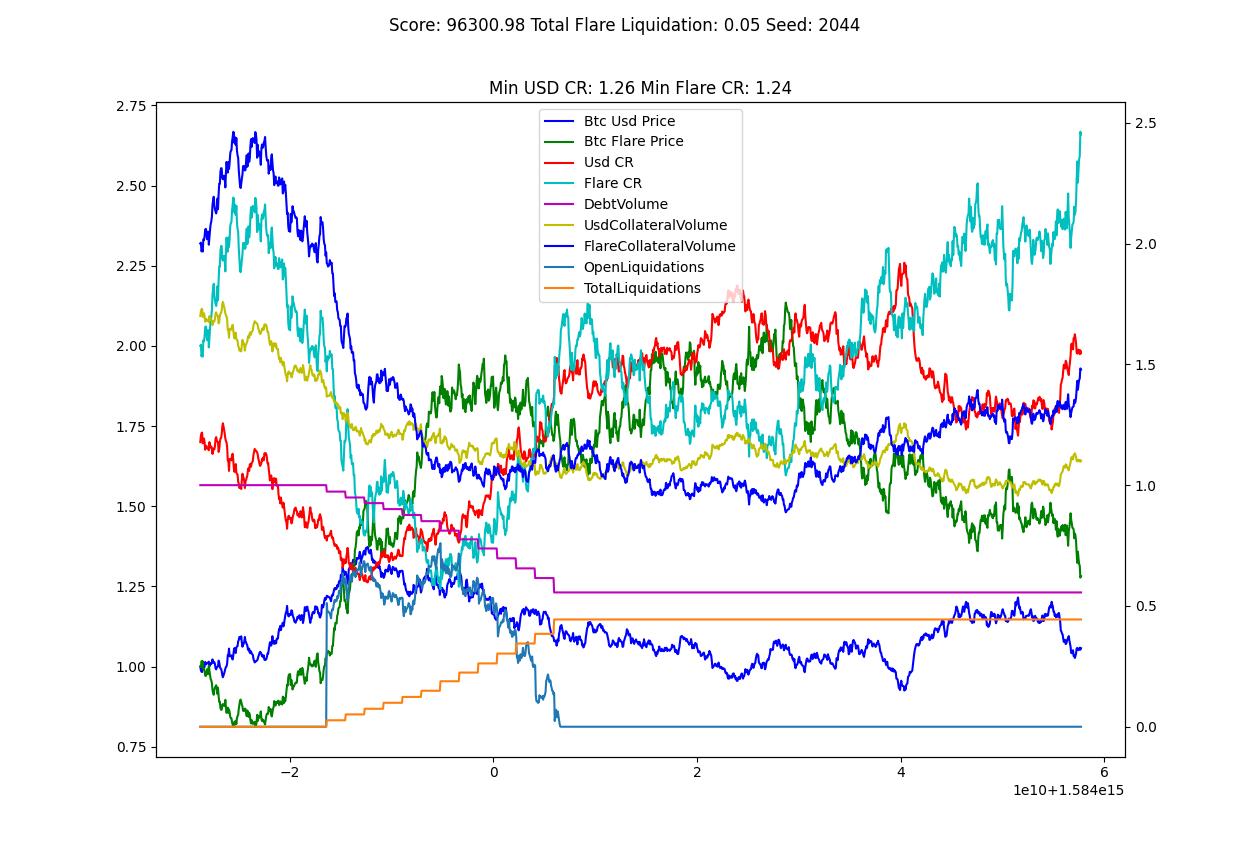 Score: 96300.98 Total Flare Liquidation: 0.05 Seed: 2044
Min USD CR: 1.26 Min Flare CR: 1.24
2.75
2.50
2.25
2.00
1.75
1.50
1.25
1.00
0.75
Btc Usd Price
Btc Flare Price
Usd CR
Flare CR
DebtVolume
UsdCollateralVolume
FlareCollateralVolume
OpenLiquidations
TotalLiquidations
2.5
2.0
1.5
1.0
0.5
0.0
−2 0 2 4 6
1e10+1.584e15